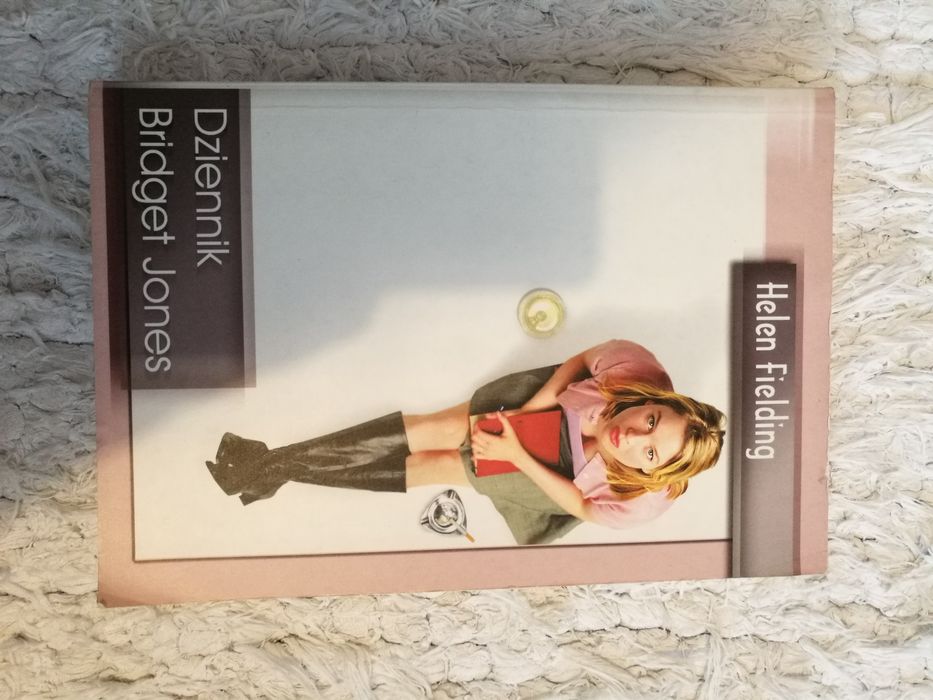 Helen Fielding
Dziennik
Bridget Jones